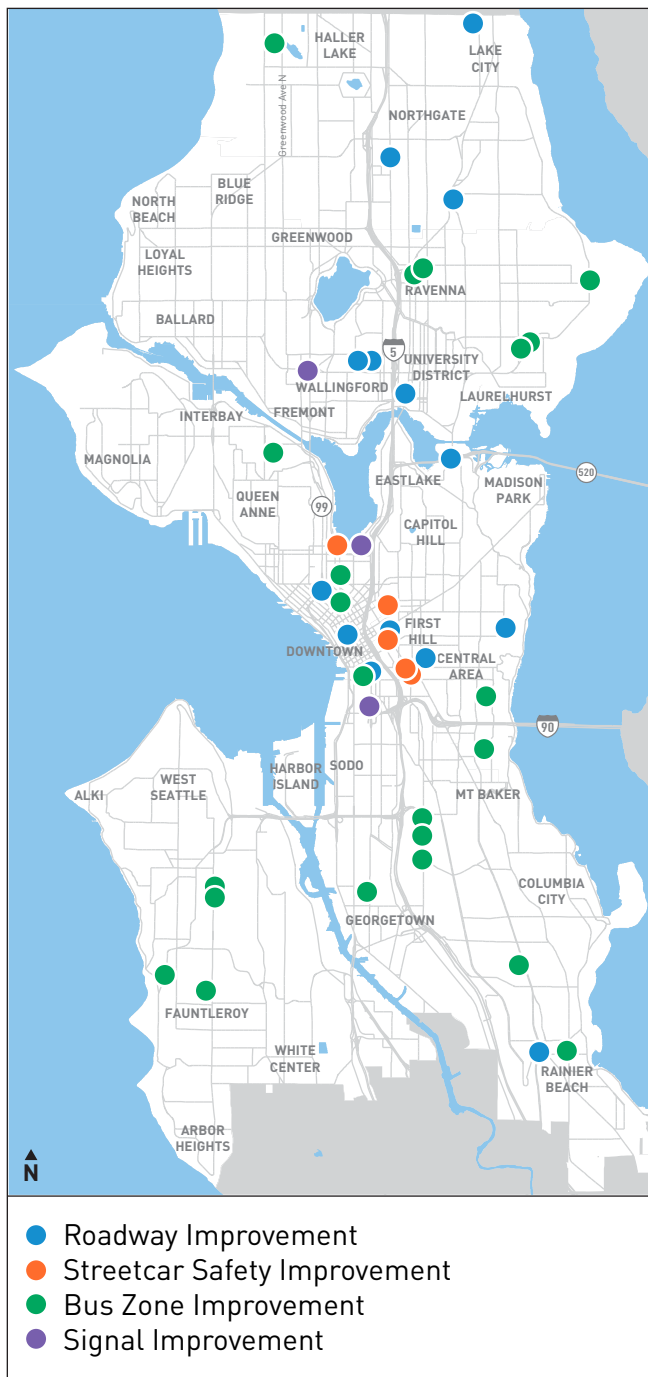 HALLER
LAKE
LAKE
CITY
Greenwood Ave N
NORTHGATE
BLUE
RIDGE
NORTH
BEACH
GREENWOOD
LOYAL
HEIGHTS
RAVENNA
BALLARD
5
UNIVERSITY
DISTRICT
WALLINGFORD
LAURELHURST
FREMONT
INTERBAY
MAGNOLIA
EASTLAKE
520
MADISON
PARK
QUEEN
ANNE
99
CAPITOL
HILL
FIRST
HILL
DOWNTOWN
CENTRAL
AREA
90
HARBOR
ISLAND
SODO
WEST
SEATTLE
ALKI
MT BAKER
COLUMBIA
CITY
GEORGETOWN
FAUNTLEROY
WHITE
CENTER
RAINIER
BEACH
ARBOR
HEIGHTS
N
Roadway Improvement
Streetcar Safety Improvement
Bus Zone Improvement
Signal Improvement